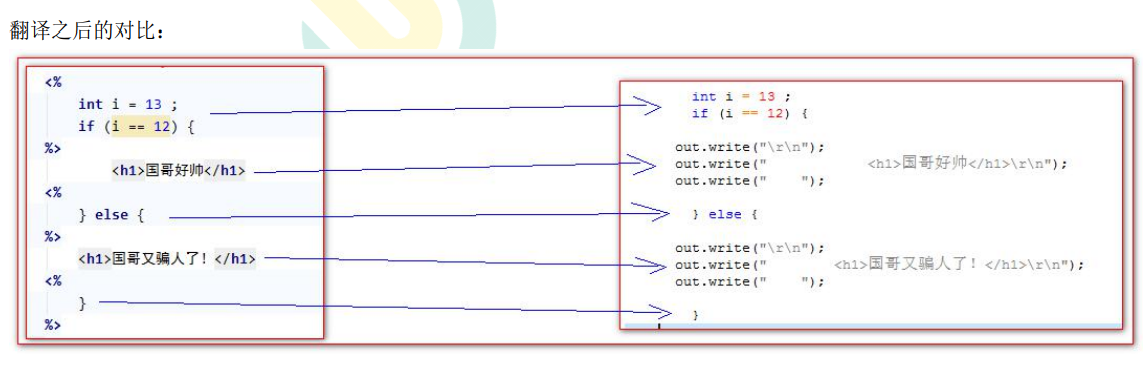 翻译之后的对比：
<%
int i = 13 ;
if (i == 12) {
%>
<h1>国哥好帅</h1>
<%
} else {
%>
<h1>国哥又骗人了！</h1>
<%
}
%>
int i = 13 ;
if (i == 12) {
out.write("\r\n");
out.write("            <h1>国哥好帅</h1>\r\n");
out.write("    ");
} else {
out.write("\r\n");
out.write("        <h1>国哥又骗人了！</h1>\r\n");
out.write("    ");
}